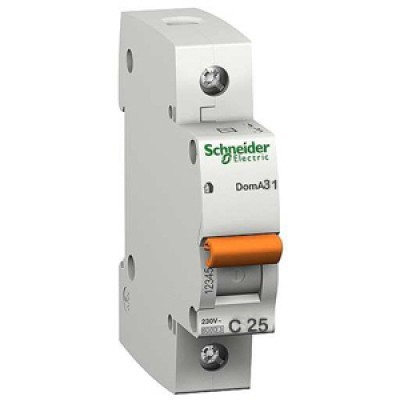 Schneider
Electric
DomA31
12345
230V~
C 25